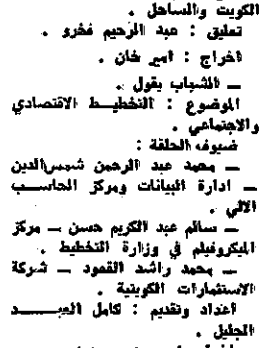 الكويت والساحل .
تعليق : عبد الرحيم فخرو .
اخراج : امير خان .
— الشباب يقول .
الموضوع : التخطيط الاقتصادي
والاجتماعي .
ضيوف الحلقة :
— محمد عبد الرحمن شمس الدين
— ادارة البيانات ومركز الحاسب
الآلي .
— سالم عبد الكريم حسن — مركز
الميكروفيلم في وزارة التخطيط .
— محمد راشد القعود — شركة
الاستثمارات الكويتية .
اعداد وتقديم : كامل العبد
الجليل .